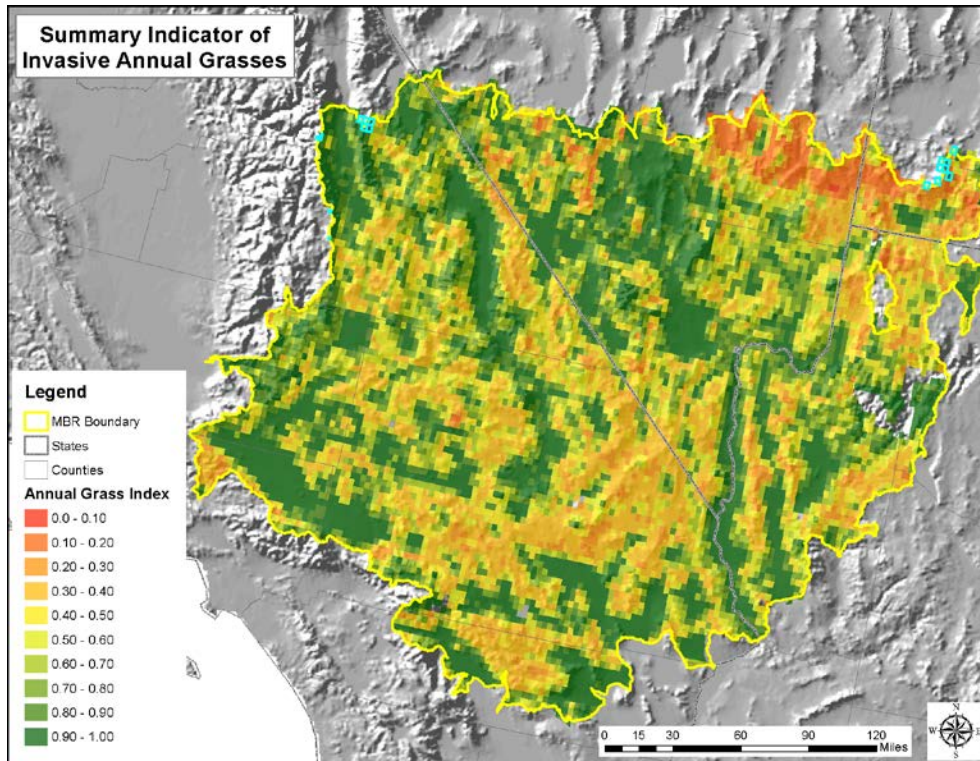 Summary Indicator of
Invasive Annual Grasses
Legend
MBR Boundary
States
Counties
Annual Grass Index
0.0 - 0.10
0.10 - 0.20
0.20 - 0.30
0.30 - 0.40
0.40 - 0.50
0.50 - 0.60
0.60 - 0.70
0.70 - 0.80
0.80 - 0.90
0.90 - 1.00
0 15 30 60 90 120
Miles
N
W E
S